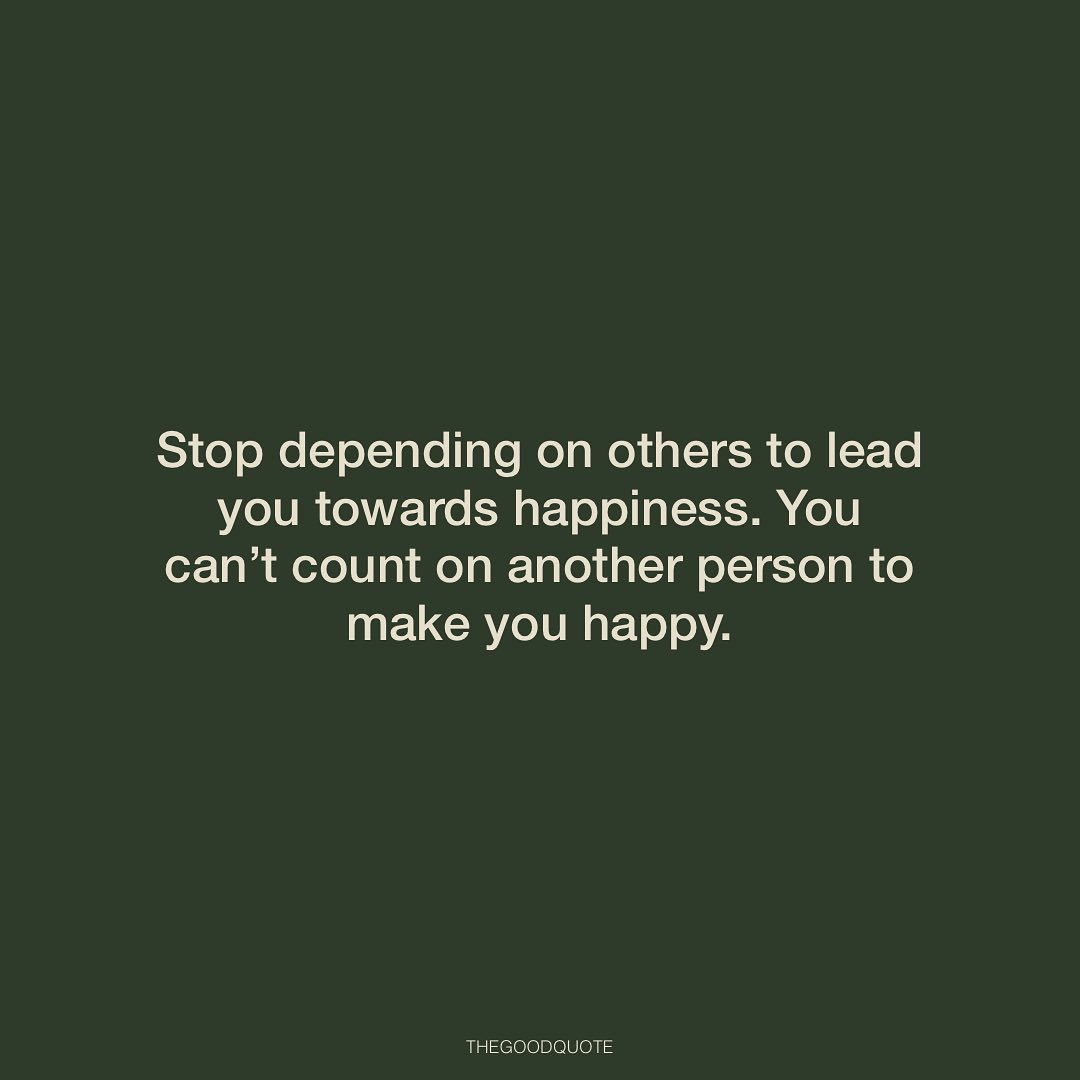 Stop depending on others to lead
you towards happiness. You
can’t count on another person to
make you happy.
THEGOODQUOTE